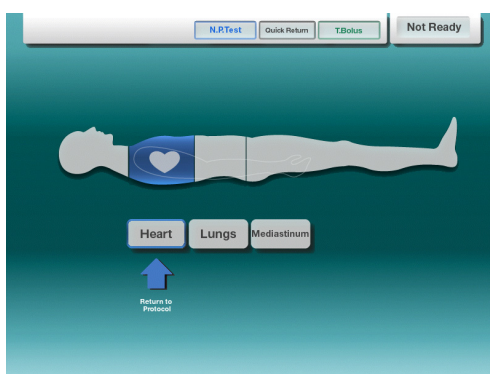 N.P.Test
Quick Return
T.Bolus
Not Ready
Heart
Lungs
Mediastinum
Return to
Protocol